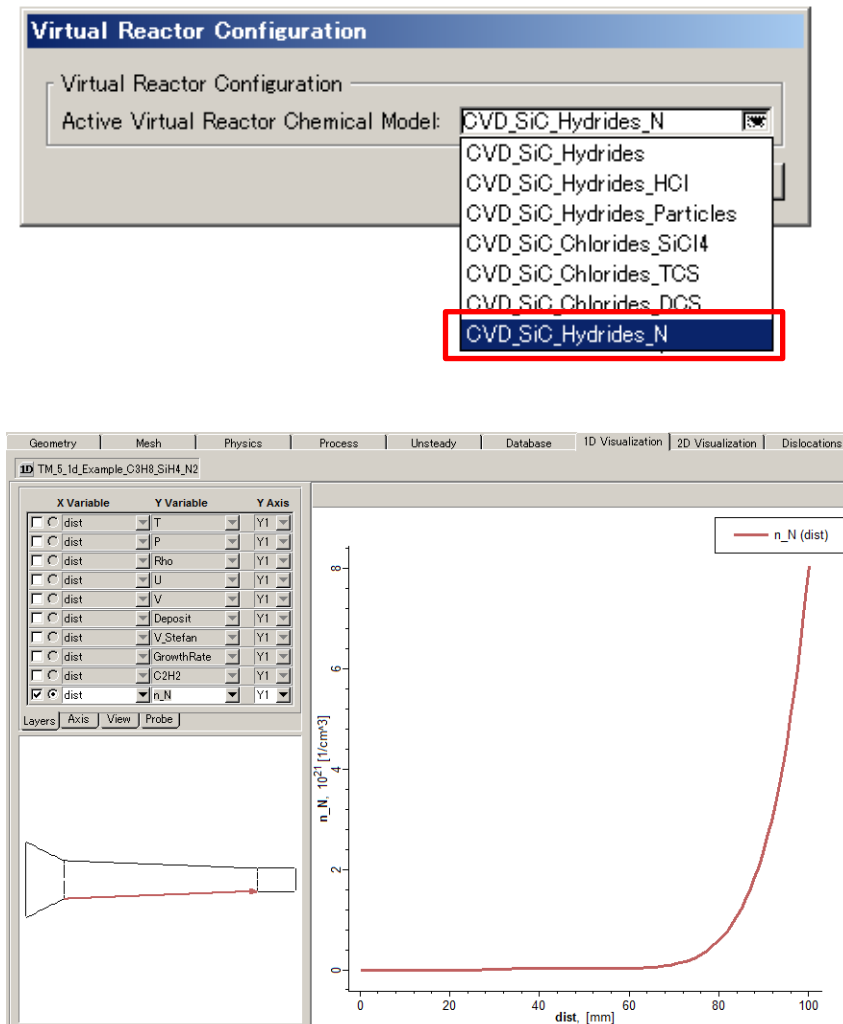 Virtual Reactor Configuration
Virtual Reactor Configuration
Active Virtual Reactor Chemical Model: CVD_SiC_Hydrides_N
CVD_SiC_Hydrides
CVD_SiC_Hydrides_HCl
CVD_SiC_Hydrides_Particles
CVD_SiC_Chlorides_SiCl4
CVD_SiC_Chlorides_TCS
CVD_SiC_Chlorides_DCS
CVD_SiC_Hydrides_N
Geometry Mesh Physics Process Unsteady Database 1D Visualization 2D Visualization Dislocations
1D TM_5_1d_Example_C3H8_SiH4_N2
X Variable Y Variable Y Axis
dist T Y1
dist P Y1
dist Rho Y1
dist U Y1
dist V Y1
dist Deposit Y1
dist V_Stefan Y1
dist GrowthRate Y1
dist C2H2 Y1
dist n_N Y1
Layers Axis View Probe
n_N (dist)
8
6
4
2
0
n_N, 10^21 [1/cm^3]
0 20 40 60 80 100
dist, [mm]